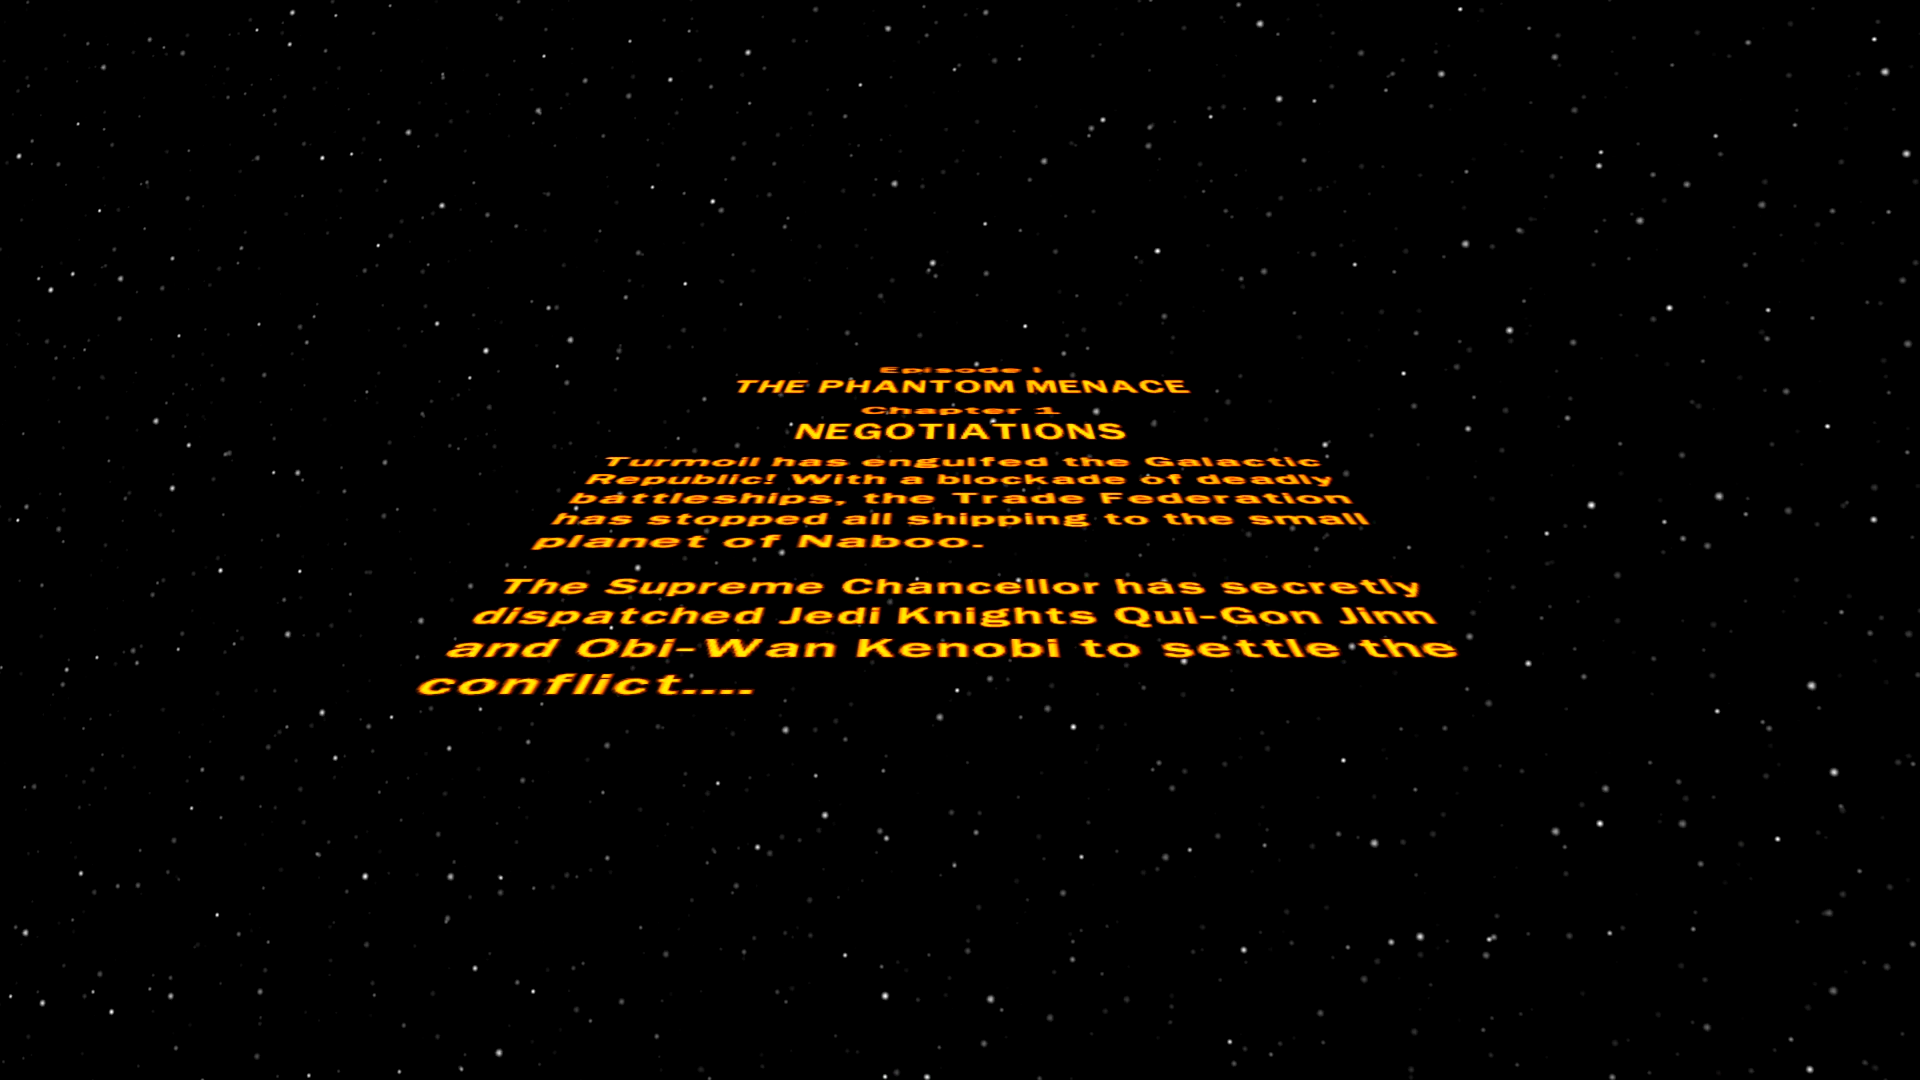 Episode I
THE PHANTOM MENACE
Chapter 1
NEGOTIATIONS
Turmoil has engulfed the Galactic
Republic! With a blockade of deadly
battleships, the Trade Federation
has stopped all shipping to the small
planet of Naboo.
The Supreme Chancellor has secretly
dispatched Jedi Knights Qui-Gon Jinn
and Obi-Wan Kenobi to settle the
conflict....